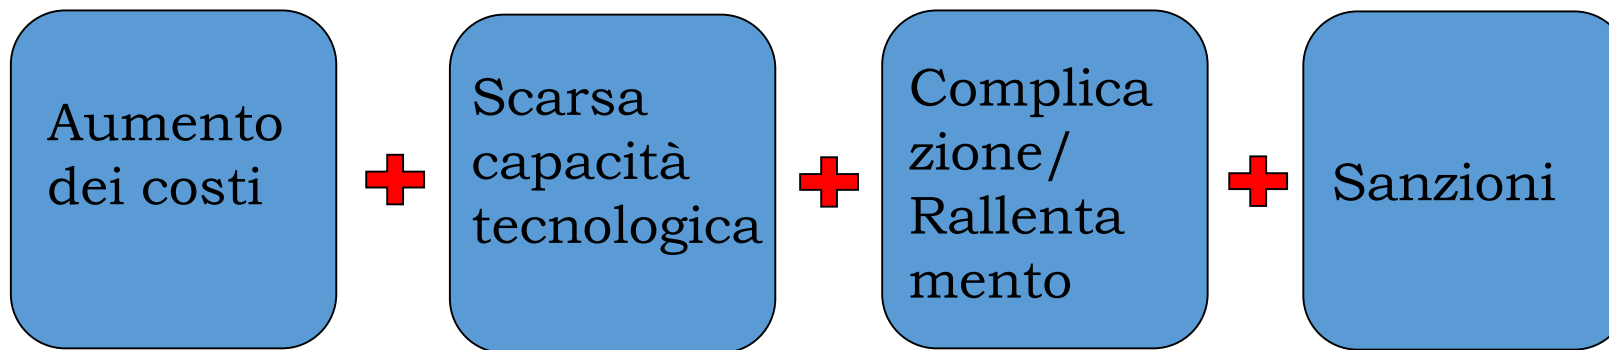 Aumento
dei costi
Scarsa
capacità
tecnologica
Complica
zione/
Rallenta
mento
Sanzioni